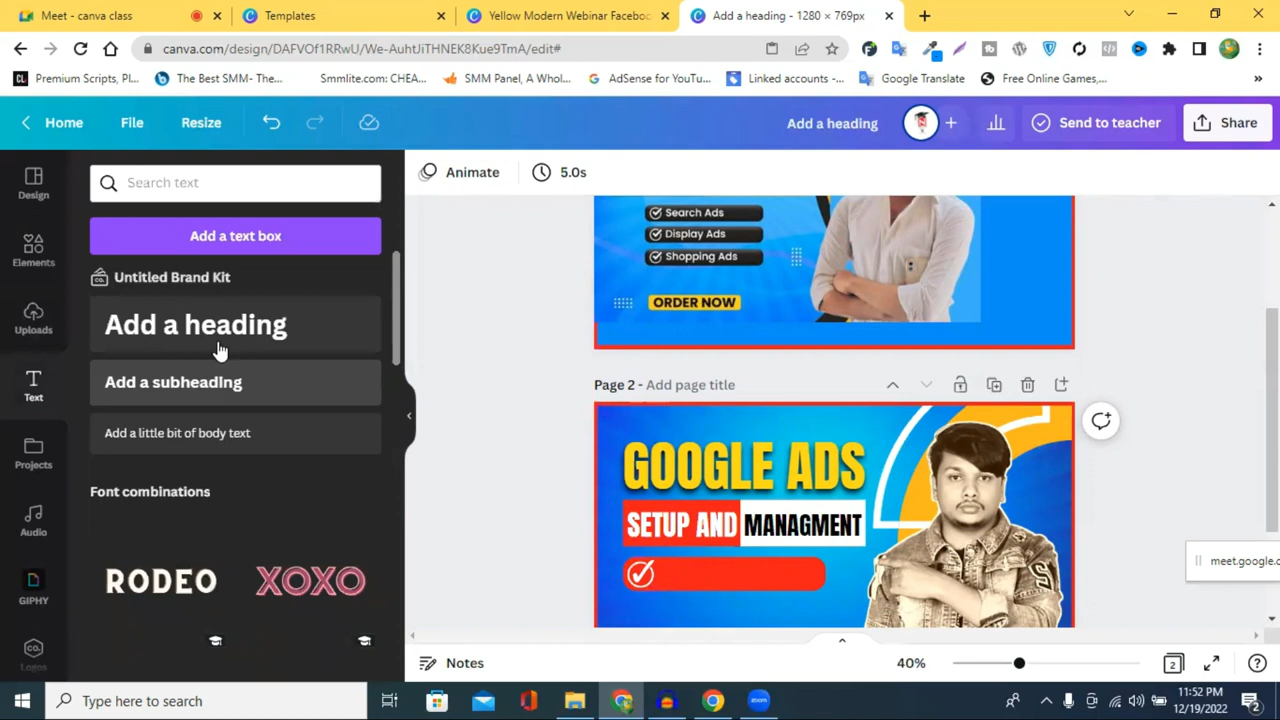 Meet - canva class
Templates
Yellow Modern Webinar Faceboo
Add a heading - 1280 × 769px
canva.com/design/DAFVOf1RRwU/We-AuhtJiTHNEK8Kue9TmA/edit#
Premium Scripts, Pl...
The Best SMM- The...
Smmlite.com: CHEA...
SMM Panel, A Whol...
AdSense for YouTu...
Linked accounts -...
Google Translate
Free Online Games,...
Home
File
Resize
Add a heading
Send to teacher
Share
Design
Elements
Uploads
Text
Projects
Audio
GIPHY
Logos
Search text
Add a text box
Untitled Brand Kit
Add a heading
Add a subheading
Add a little bit of body text
Font combinations
RODEO
XOXO
Animate
5.0s
Search Ads
Display Ads
Shopping Ads
ORDER NOW
Page 2 - Add page title
GOOGLE ADS
SETUP AND MANAGMENT
meet.google.c
Notes
40%
2
Type here to search
zoom
11:52 PM
12/19/2022
2